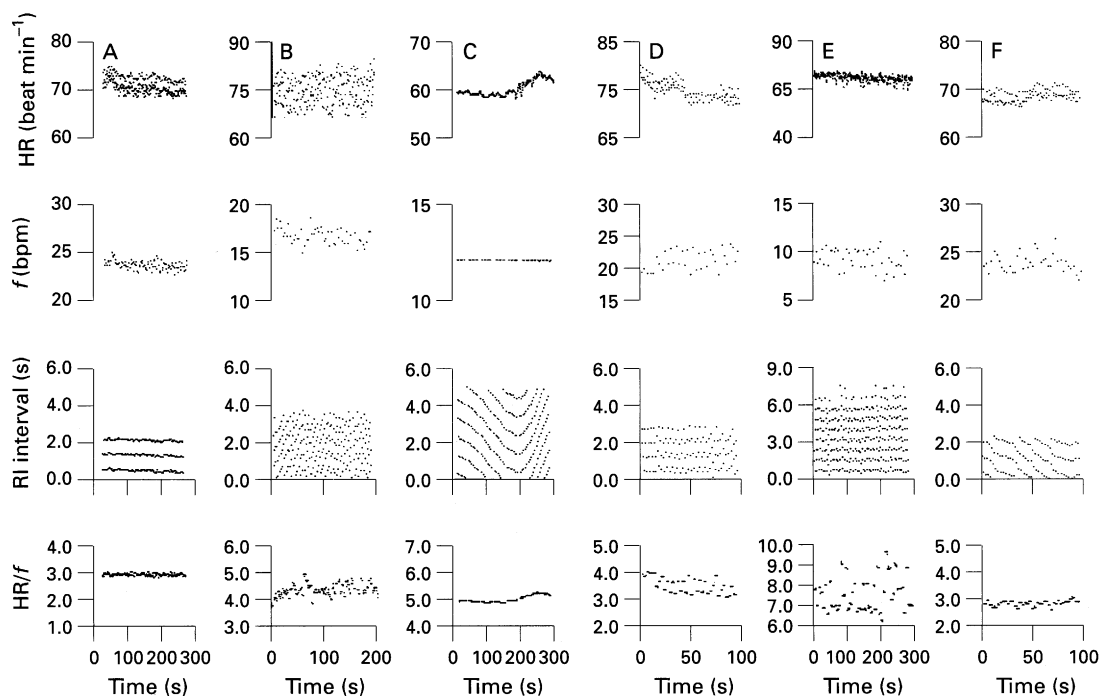 A B C D E F
HR (beat min⁻¹)
80 90 70 85 90 80
70 75 60 75 65 70
60 60 50 65 40 60
f (bpm)
30 20 15 30 15 30
25
25 15 20 10 25
20 10 10 15 5 20
RI interval (s)
6.0 6.0 6.0 6.0 9.0 6.0
4.0 4.0 4.0 4.0 6.0 4.0
2.0 2.0 2.0 2.0 3.0 2.0
0.0 0.0 0.0 0.0 0.0 0.0
HR/f
4.0 6.0 7.0 5.0 10.0 5.0
9.0
3.0 5.0 6.0 4.0 8.0 4.0
2.0 4.0 5.0 3.0 7.0 3.0
1.0 3.0 4.0 2.0 6.0 2.0
0 100 200 300 0 100 200 0 100 200 300 0 50 100 0 100 200 300 0 50 100
Time (s) Time (s) Time (s) Time (s) Time (s) Time (s)